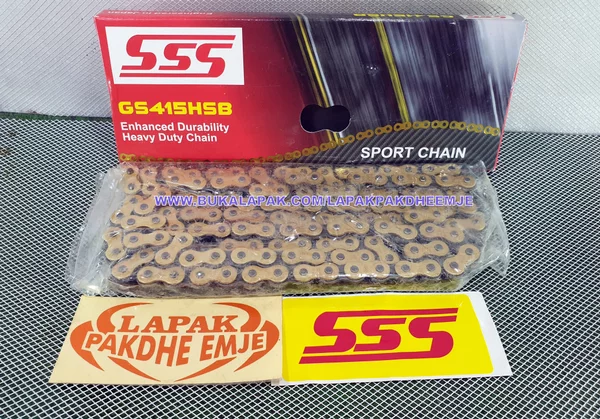 SSS
GS415HSB
Enhanced Durability
Heavy Duty Chain
SPORT CHAIN
WWW.BUKALAPAK.COM/LAPAKPAKDHEEMJE
LAPAK
PAKDHE EMJE
SSS